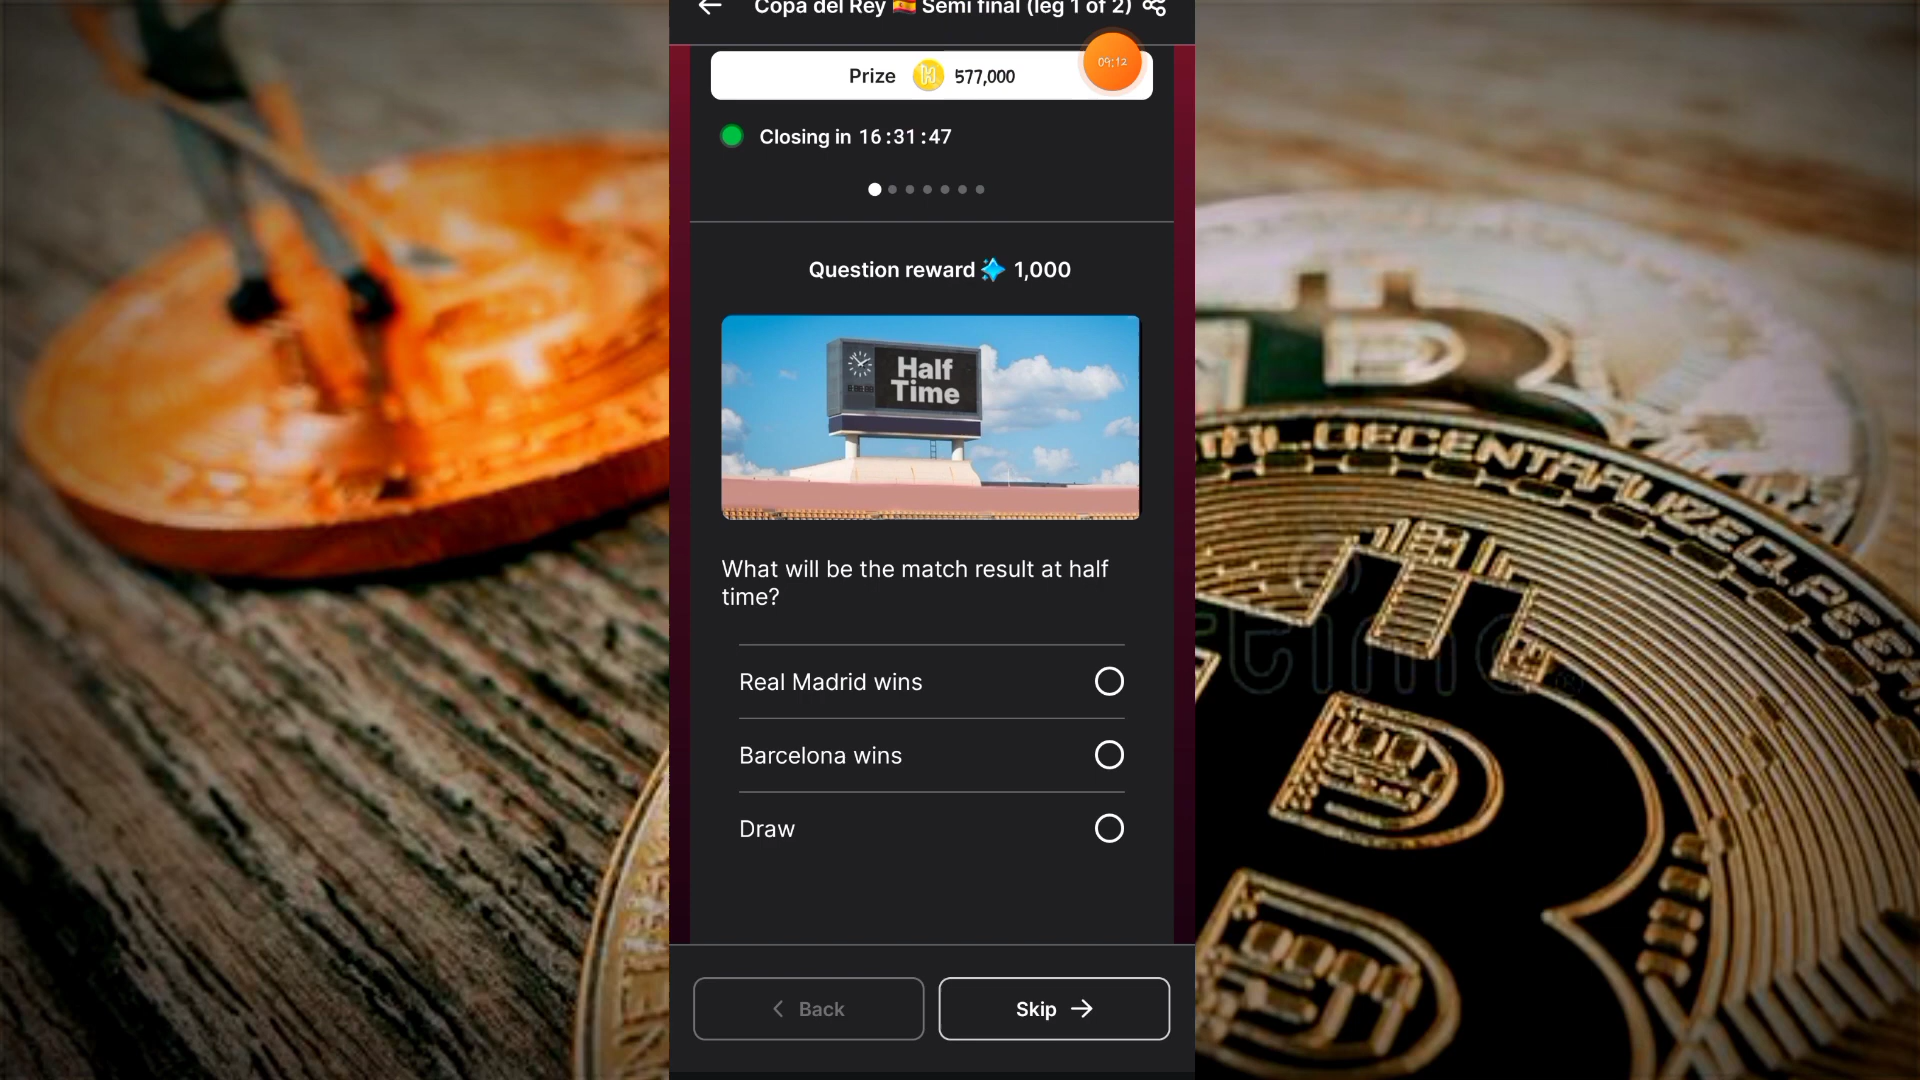 Copa del Rey 🇪🇸 Semi final (leg 1 of 2)
Prize 577,000
09:12
Closing in 16:31:47
Question reward 1,000
Half
Time
What will be the match result at half
time?
Real Madrid wins
Barcelona wins
Draw
Back
Skip
DECENTRALIZED